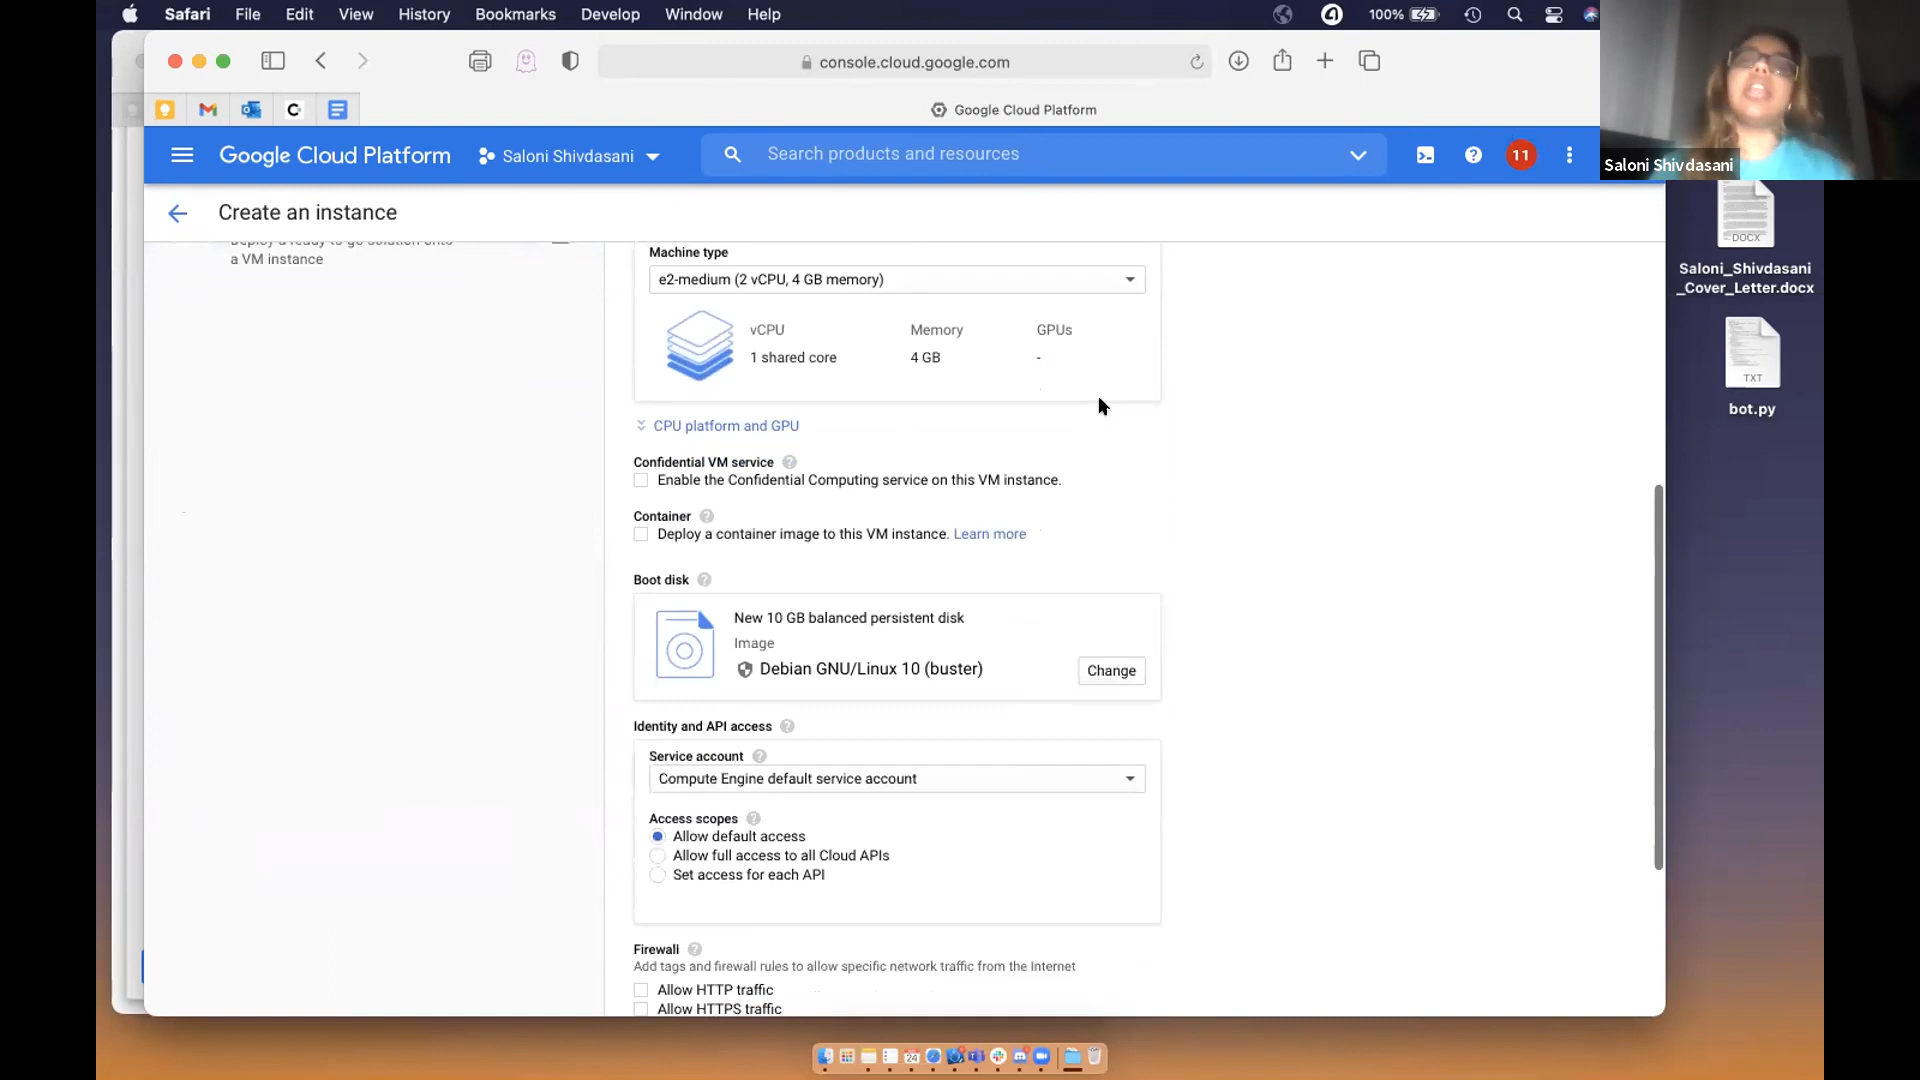 Safari File Edit View History Bookmarks Develop Window Help 100%
console.cloud.google.com
Google Cloud Platform
Google Cloud Platform Saloni Shivdasani Search products and resources 11
Saloni Shivdasani
Create an instance
a VM instance
Machine type
e2-medium (2 vCPU, 4 GB memory)
vCPU Memory GPUs
1 shared core 4 GB -
CPU platform and GPU
Confidential VM service
Enable the Confidential Computing service on this VM instance.
Container
Deploy a container image to this VM instance. Learn more
Boot disk
New 10 GB balanced persistent disk
Image
Debian GNU/Linux 10 (buster)
Change
Identity and API access
Service account
Compute Engine default service account
Access scopes
Allow default access
Allow full access to all Cloud APIs
Set access for each API
Firewall
Add tags and firewall rules to allow specific network traffic from the Internet
Allow HTTP traffic
Allow HTTPS traffic
DOCX
Saloni_Shivdasani
_Cover_Letter.docx
TXT
bot.py
24